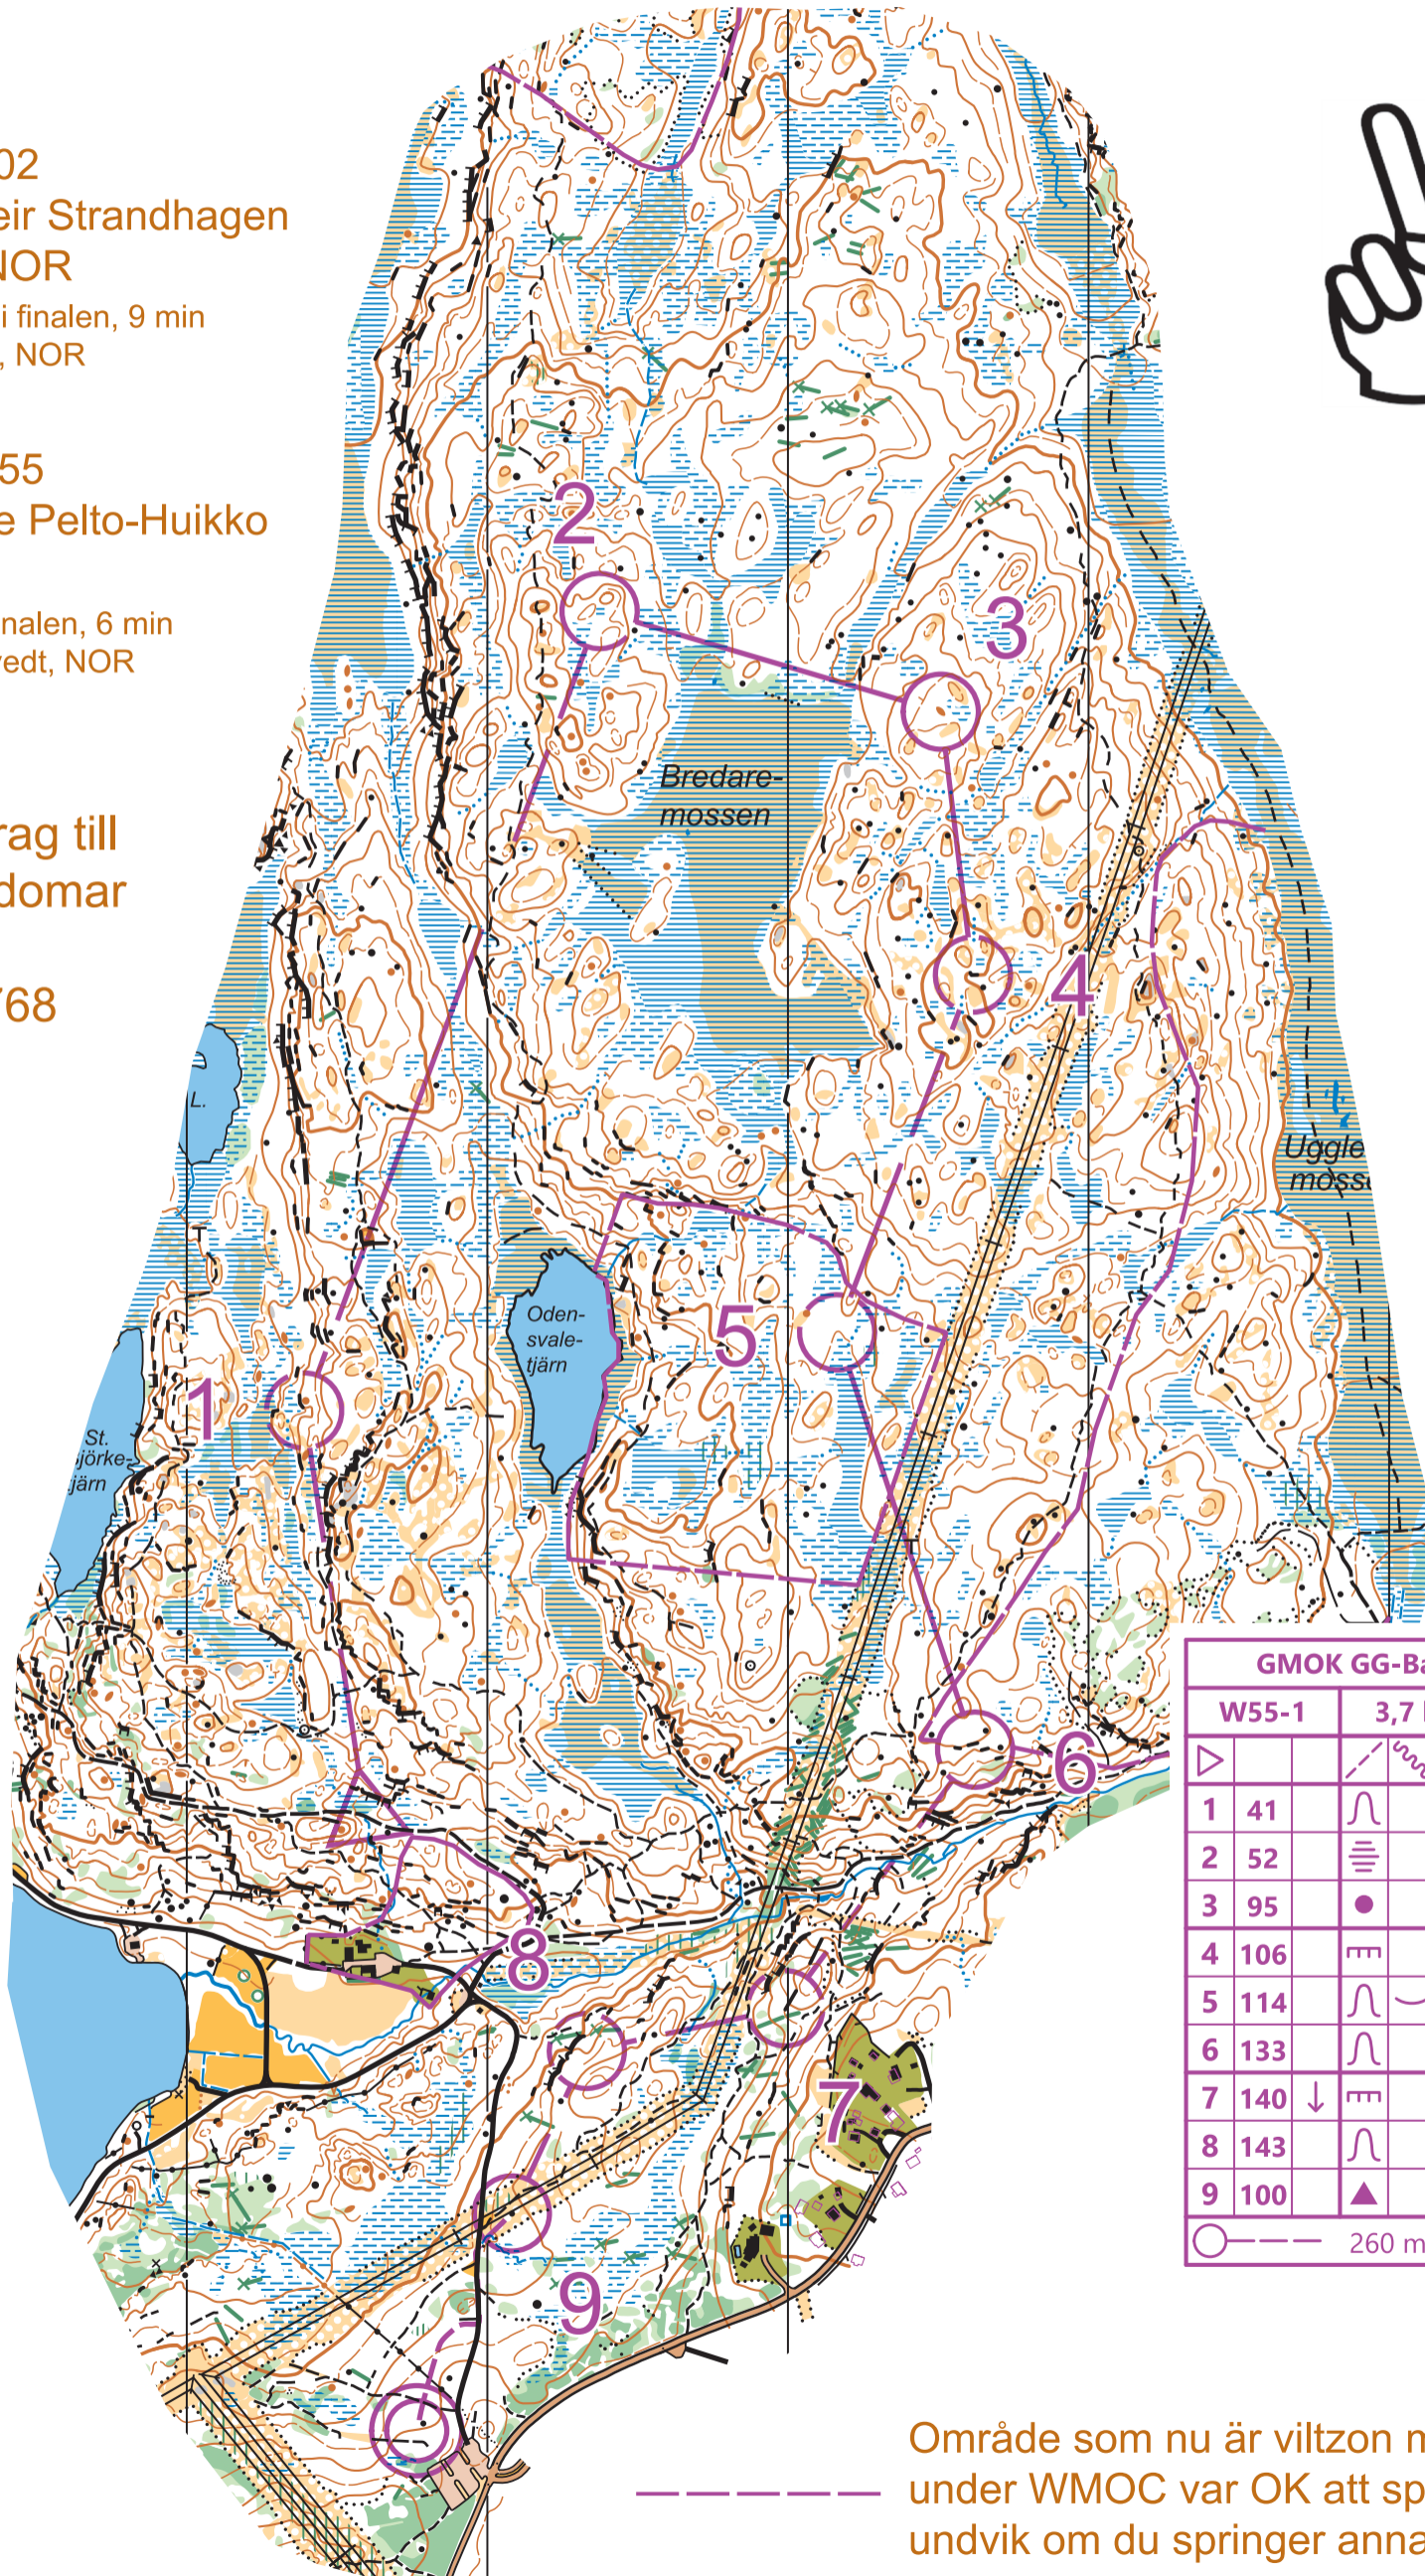 02
eir Strandhagen
NOR
i finalen, 9 min
, NOR
55
e Pelto-Huikko
nalen, 6 min
vedt, NOR
rag till
domar
768
2
3
Bredare-
mossen
4
L.
Uggle
mosse
Oden-
svale-
tjärn
5
1
St.
jörke-
järn
6
8
7
9
GMOK GG-Ba
W55-1 3,7
1 41
2 52
3 95
4 106
5 114
6 133
7 140
8 143
9 100
260 m
Område som nu är viltzon m
under WMOC var OK att sp
undvik om du springer anna